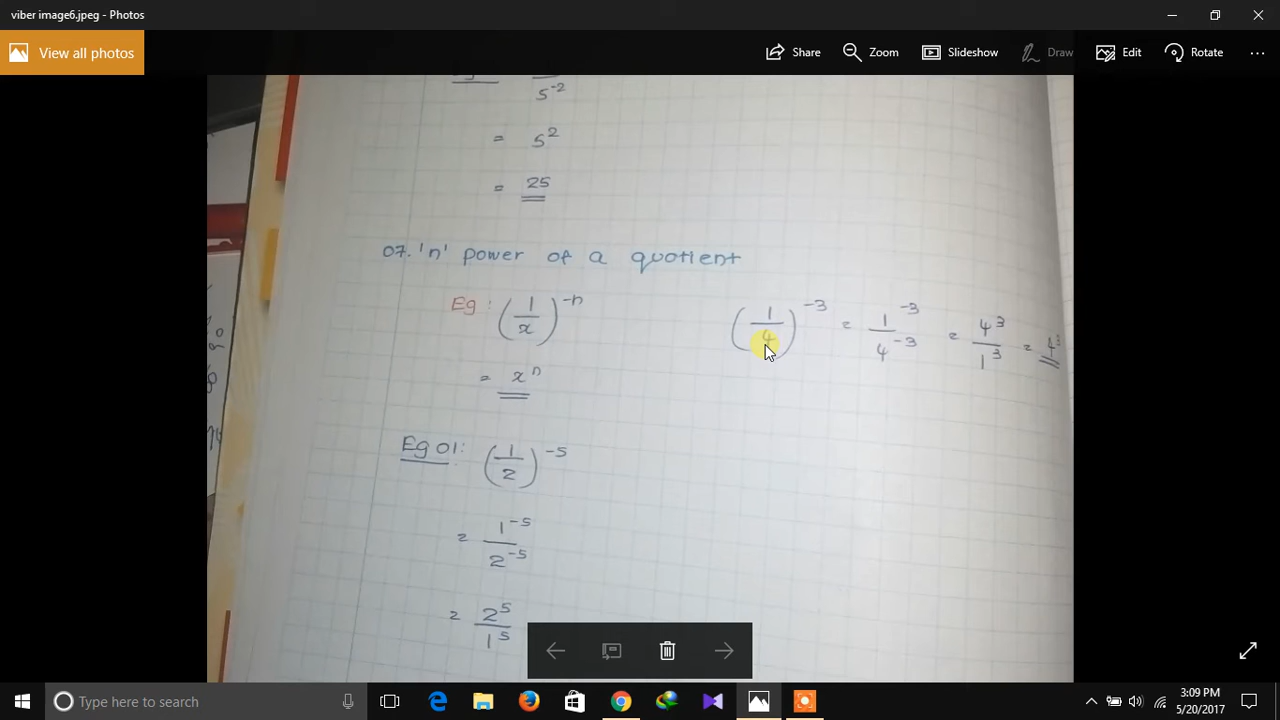 viber image6.jpeg - Photos
View all photos
Share Zoom Slideshow Draw Edit Rotate
5⁻²
= 5²
= 25
07. 'n' power of a quotient
Eg : (1/x)⁻ⁿ
= xⁿ
(1/4)⁻³ = 1⁻³/4⁻³ = 4³/1³ = 4³
Eg 01: (1/2)⁻⁵
= 1⁻⁵/2⁻⁵
= 2⁵/1⁵
Type here to search
3:09 PM
5/20/2017